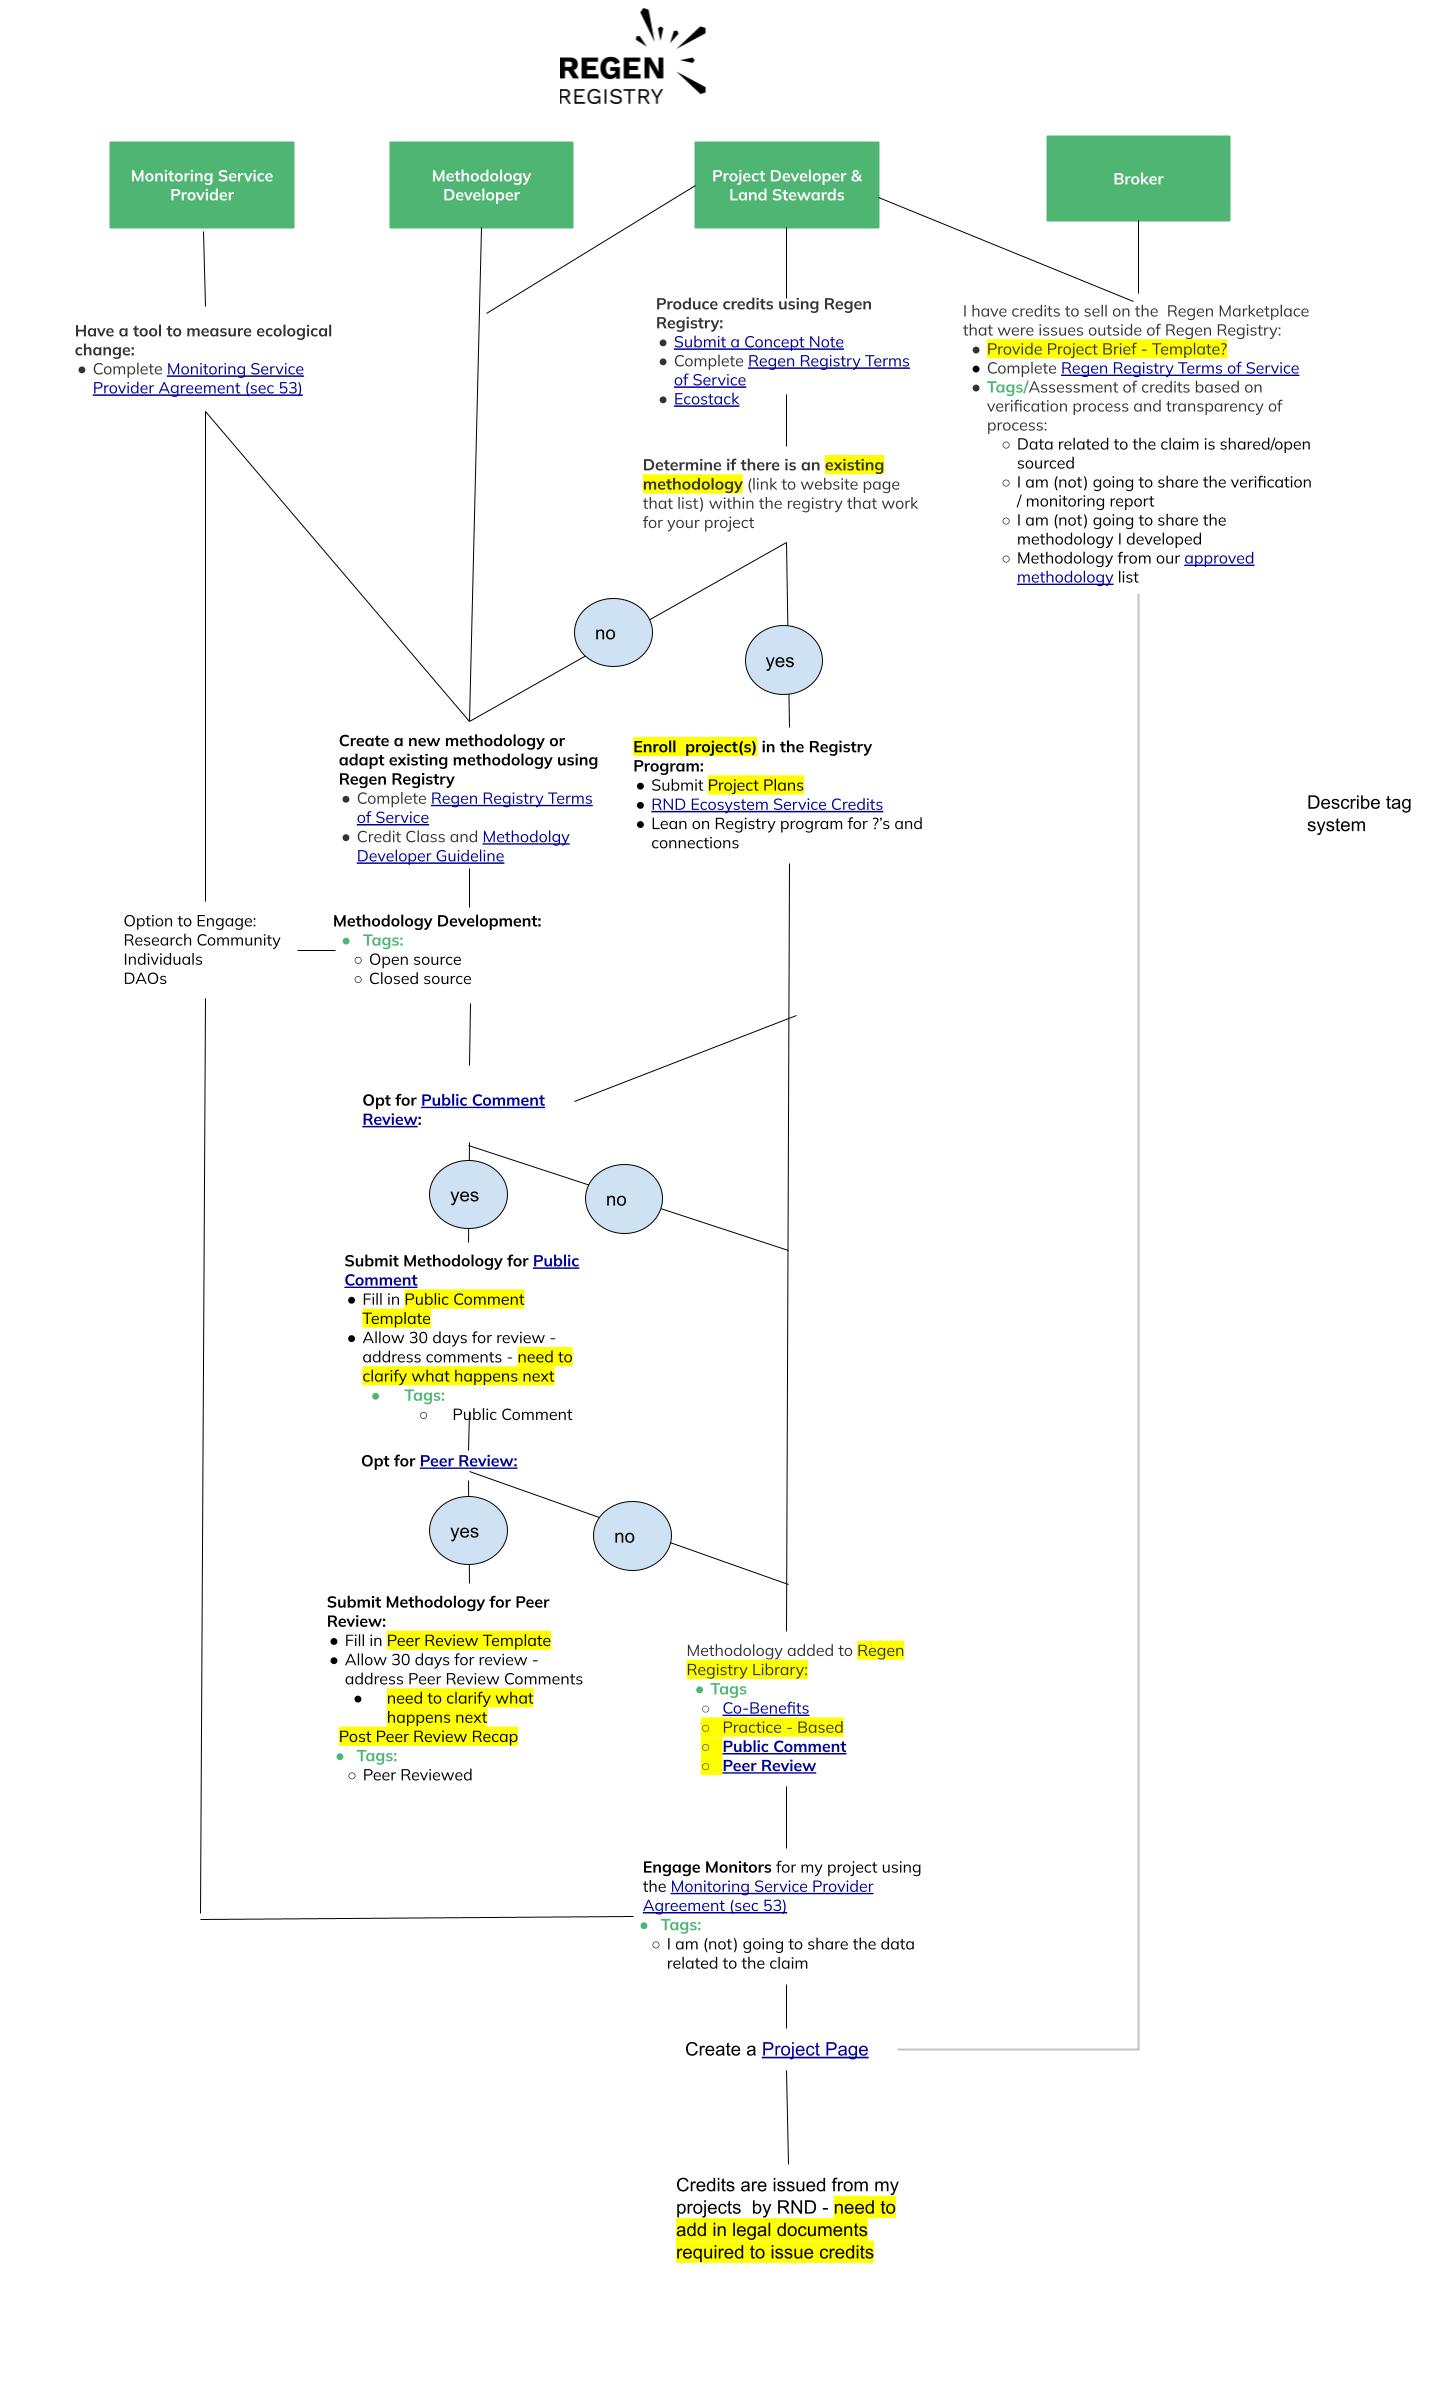 REGEN
REGISTRY
Monitoring Service
Provider
Methodology
Developer
Project Developer &
Land Stewards
Broker
Have a tool to measure ecological
change:
● Complete Monitoring Service
Provider Agreement (sec 53)
Produce credits using Regen
Registry:
● Submit a Concept Note
● Complete Regen Registry Terms
of Service
● Ecostack
I have credits to sell on the Regen Marketplace
that were issues outside of Regen Registry:
● Provide Project Brief - Template?
● Complete Regen Registry Terms of Service
● Tags/Assessment of credits based on
verification process and transparency of
process:
○ Data related to the claim is shared/open
sourced
○ I am (not) going to share the verification
/ monitoring report
○ I am (not) going to share the
methodology I developed
○ Methodology from our approved
methodology list
Determine if there is an existing
methodology (link to website page
that list) within the registry that work
for your project
no
yes
Create a new methodology or
adapt existing methodology using
Regen Registry
● Complete Regen Registry Terms
of Service
● Credit Class and Methodolgy
Developer Guideline
Enroll project(s) in the Registry
Program:
● Submit Project Plans
● RND Ecosystem Service Credits
● Lean on Registry program for ?'s and
connections
Describe tag
system
Option to Engage:
Research Community
Individuals
DAOs
Methodology Development:
● Tags:
○ Open source
○ Closed source
Opt for Public Comment
Review:
yes
no
Submit Methodology for Public
Comment
● Fill in Public Comment
Template
● Allow 30 days for review -
address comments - need to
clarify what happens next
● Tags:
○ Public Comment
Opt for Peer Review:
yes
no
Submit Methodology for Peer
Review:
● Fill in Peer Review Template
● Allow 30 days for review -
address Peer Review Comments
● need to clarify what
happens next
Post Peer Review Recap
● Tags:
○ Peer Reviewed
Methodology added to Regen
Registry Library:
● Tags
○ Co-Benefits
○ Practice - Based
○ Public Comment
○ Peer Review
Engage Monitors for my project using
the Monitoring Service Provider
Agreement (sec 53)
● Tags:
○ I am (not) going to share the data
related to the claim
Create a Project Page
Credits are issued from my
projects by RND - need to
add in legal documents
required to issue credits